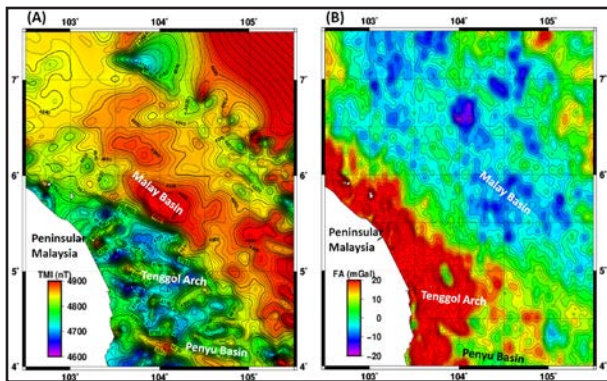 (A)
103˚ 104˚ 105˚
7˚
6˚
5˚
4˚
Malay Basin
Peninsular
Malaysia
TMI (nT)
4900
4800
4700
4600
Tenggol Arch
Penyu Basin
103˚ 104˚ 105˚
(B)
103˚ 104˚ 105˚
7˚
6˚
5˚
4˚
Malay Basin
Peninsular
Malaysia
FA (mGal)
20
10
0
−10
−20
Tenggol Arch
Penyu Basin
103˚ 104˚ 105˚